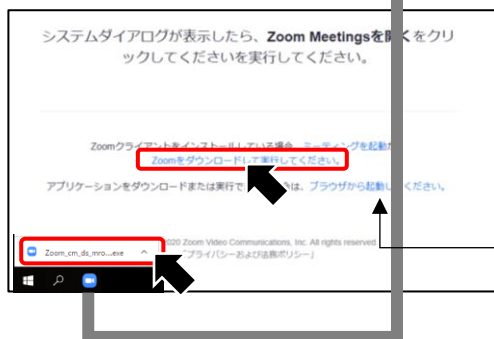 システムダイアログが表示したら、Zoom Meetingsを開くをクリ
ックしてくださいを実行してください。
Zoomクライアントをインストールしている場合、ミーティングを起動
Zoomをダウンロードして実行してください。
アプリケーションをダウンロードまたは実行で は、ブラウザから起動し ください。
2020 Zoom Video Communications, Inc. All rights reserved.
「プライバシーおよび法務ポリシー」
Zoom_cm_ds_mro....exe